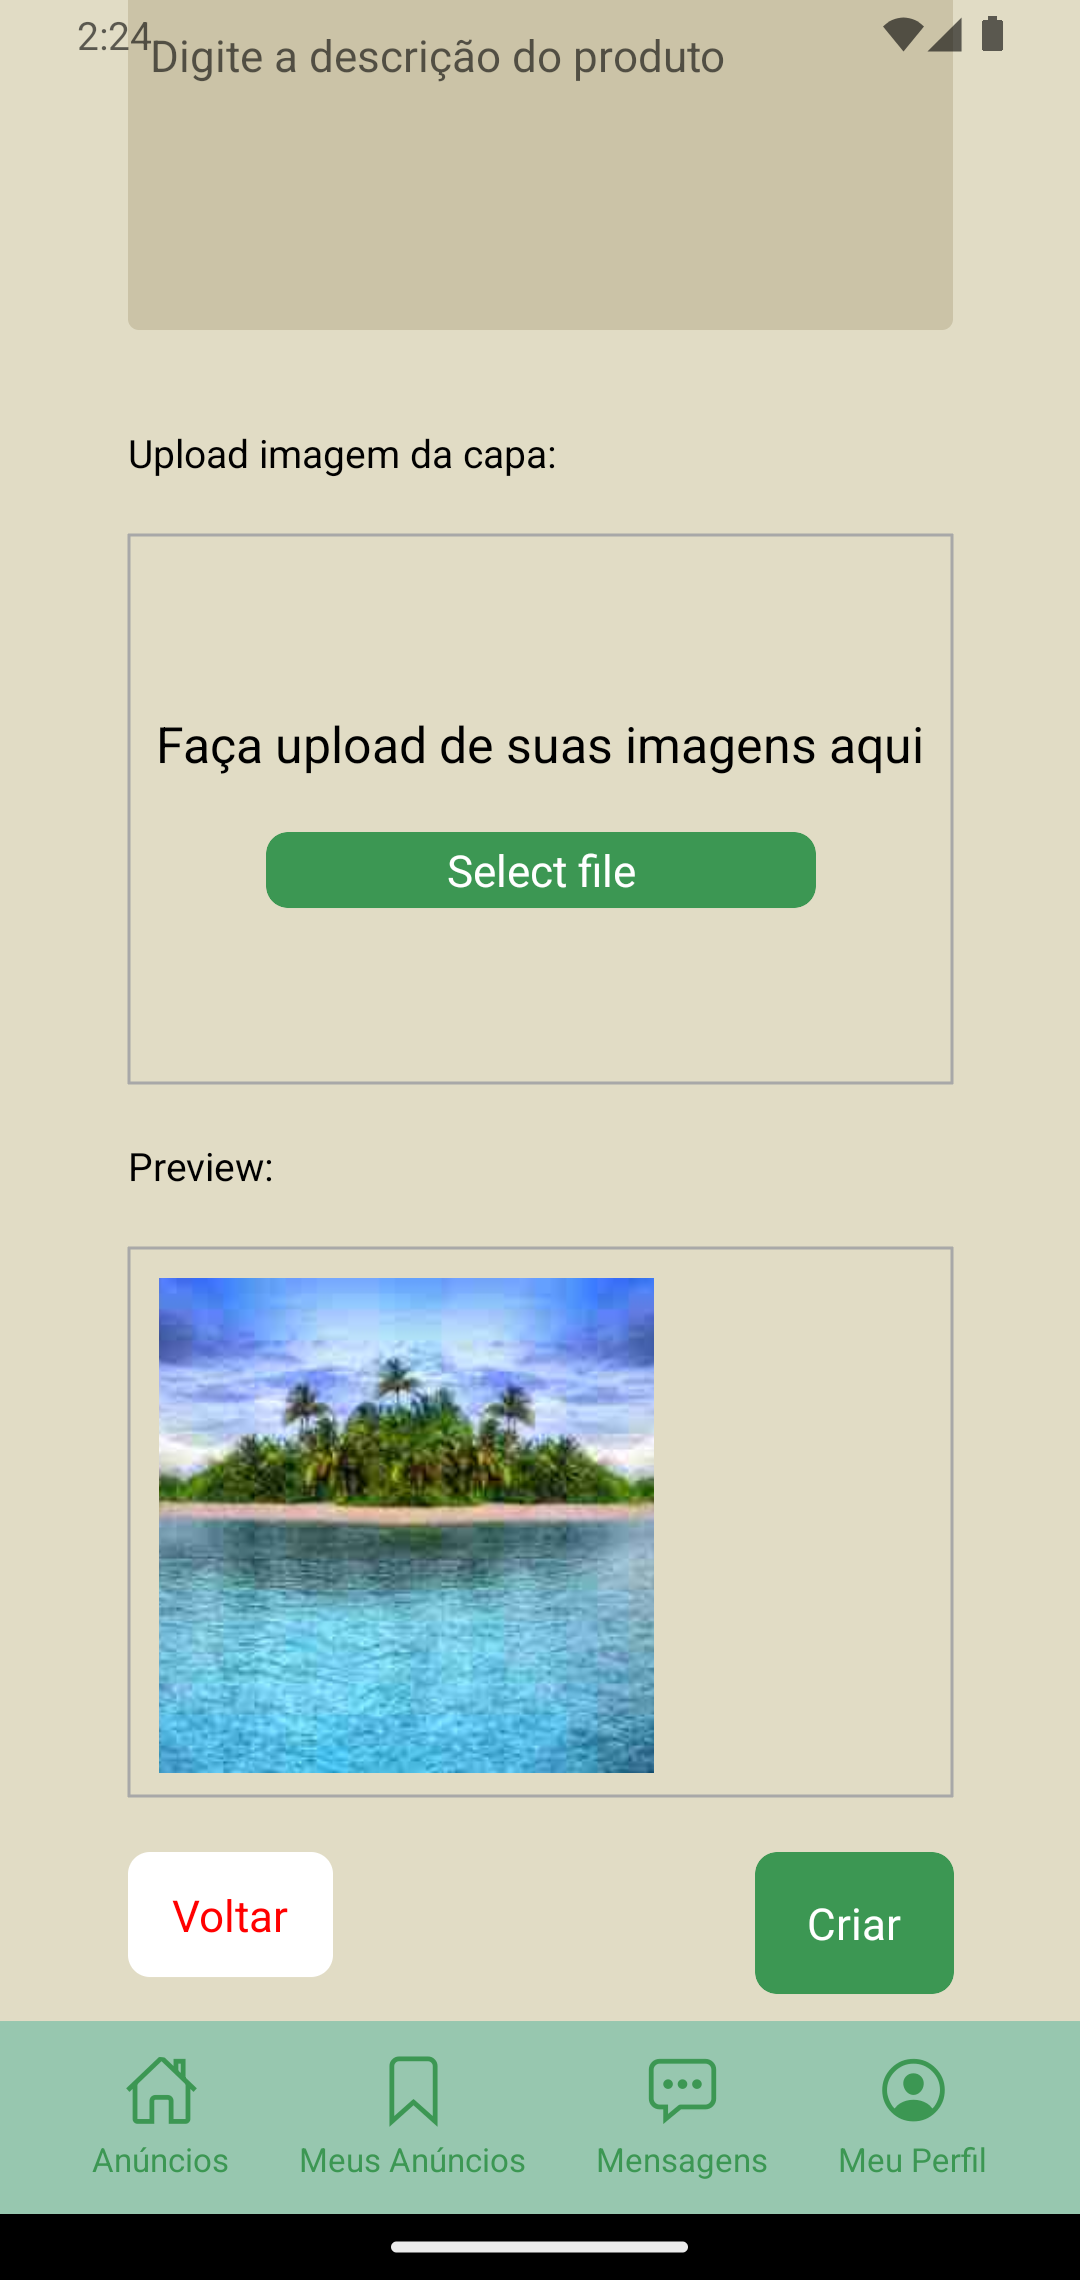 2:24
Digite a descrição do produto
Upload imagem da capa:
Faça upload de suas imagens aqui
Select file
Preview:
Voltar
Criar
Anúncios
Meus Anúncios
Mensagens
Meu Perfil